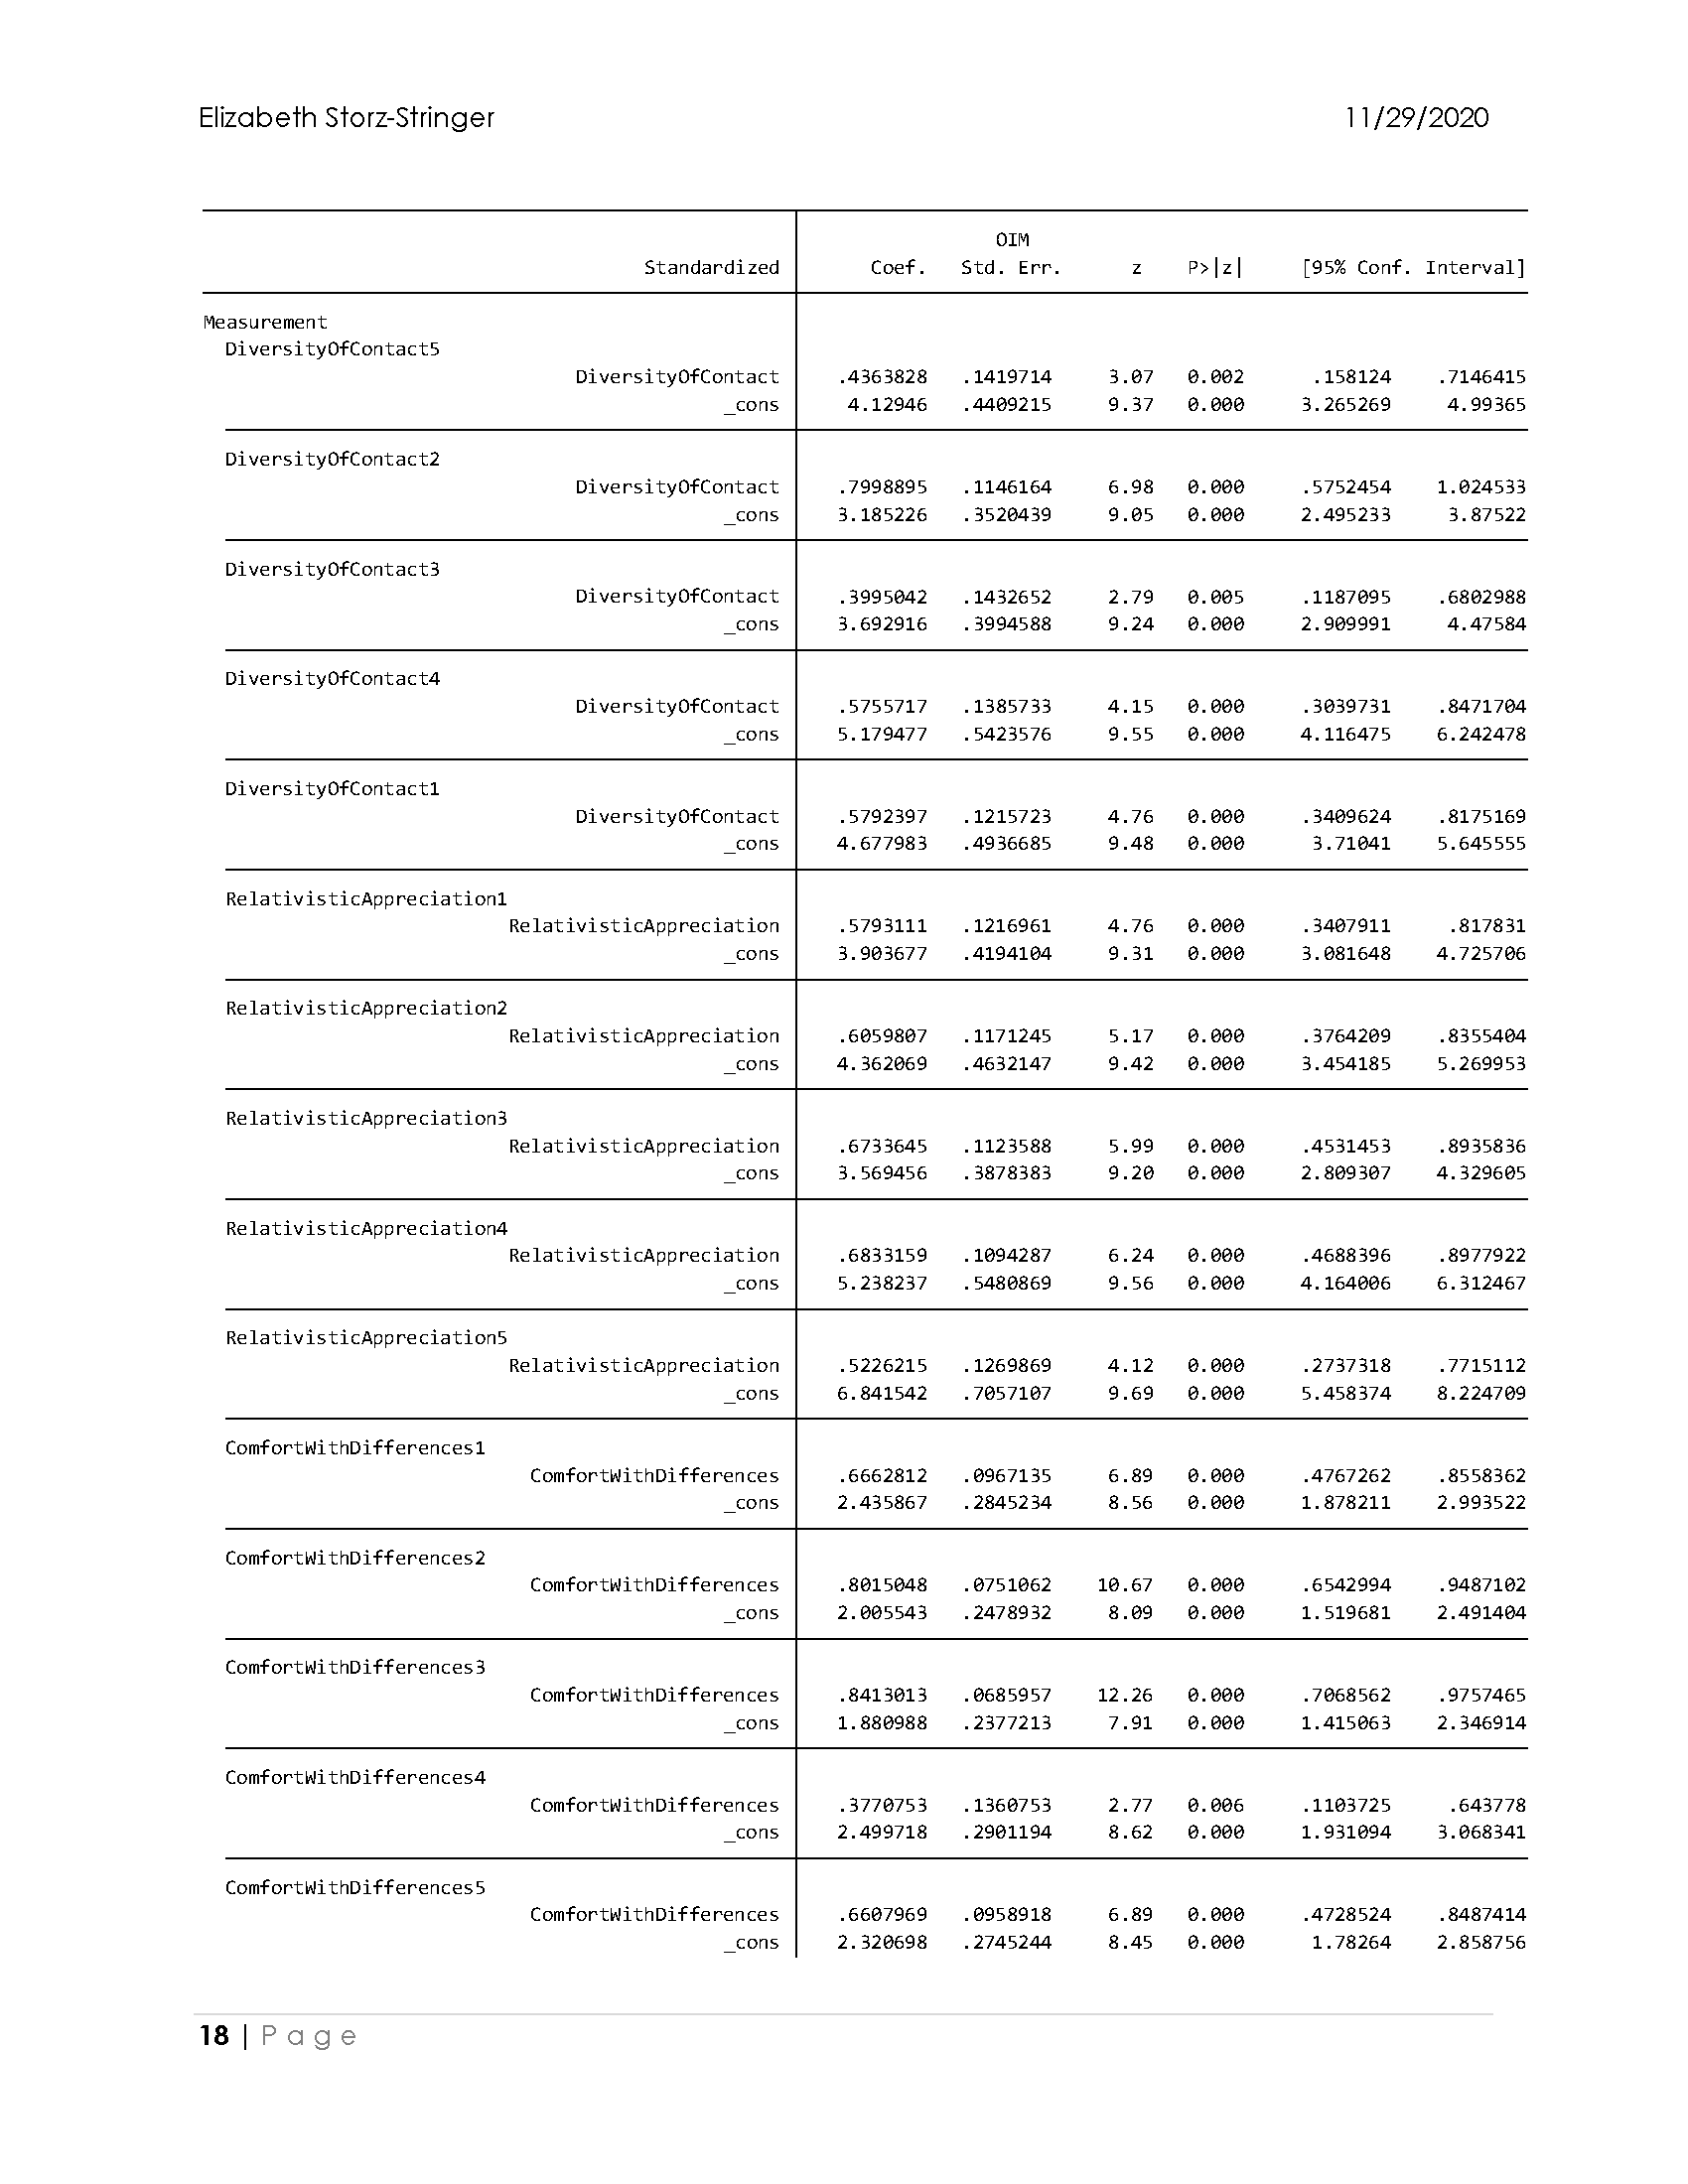 Elizabeth Storz-Stringer 11/29/2020
OIM
Standardized Coef. Std. Err. z P>|z| [95% Conf. Interval]
Measurement
DiversityOfContact5
DiversityOfContact .4363828 .1419714 3.07 0.002 .158124 .7146415
_cons 4.12946 .4409215 9.37 0.000 3.265269 4.99365
DiversityOfContact2
DiversityOfContact .7998895 .1146164 6.98 0.000 .5752454 1.024533
_cons 3.185226 .3520439 9.05 0.000 2.495233 3.87522
DiversityOfContact3
DiversityOfContact .3995042 .1432652 2.79 0.005 .1187095 .6802988
_cons 3.692916 .3994588 9.24 0.000 2.909991 4.47584
DiversityOfContact4
DiversityOfContact .5755717 .1385733 4.15 0.000 .3039731 .8471704
_cons 5.179477 .5423576 9.55 0.000 4.116475 6.242478
DiversityOfContact1
DiversityOfContact .5792397 .1215723 4.76 0.000 .3409624 .8175169
_cons 4.677983 .4936685 9.48 0.000 3.71041 5.645555
RelativisticAppreciation1
RelativisticAppreciation .5793111 .1216961 4.76 0.000 .3407911 .817831
_cons 3.903677 .4194104 9.31 0.000 3.081648 4.725706
RelativisticAppreciation2
RelativisticAppreciation .6059807 .1171245 5.17 0.000 .3764209 .8355404
_cons 4.362069 .4632147 9.42 0.000 3.454185 5.269953
RelativisticAppreciation3
RelativisticAppreciation .6733645 .1123588 5.99 0.000 .4531453 .8935836
_cons 3.569456 .3878383 9.20 0.000 2.809307 4.329605
RelativisticAppreciation4
RelativisticAppreciation .6833159 .1094287 6.24 0.000 .4688396 .8977922
_cons 5.238237 .5480869 9.56 0.000 4.164006 6.312467
RelativisticAppreciation5
RelativisticAppreciation .5226215 .1269869 4.12 0.000 .2737318 .7715112
_cons 6.841542 .7057107 9.69 0.000 5.458374 8.224709
ComfortWithDifferences1
ComfortWithDifferences .6662812 .0967135 6.89 0.000 .4767262 .8558362
_cons 2.435867 .2845234 8.56 0.000 1.878211 2.993522
ComfortWithDifferences2
ComfortWithDifferences .8015048 .0751062 10.67 0.000 .6542994 .9487102
_cons 2.005543 .2478932 8.09 0.000 1.519681 2.491404
ComfortWithDifferences3
ComfortWithDifferences .8413013 .0685957 12.26 0.000 .7068562 .9757465
_cons 1.880988 .2377213 7.91 0.000 1.415063 2.346914
ComfortWithDifferences4
ComfortWithDifferences .3770753 .1360753 2.77 0.006 .1103725 .643778
_cons 2.499718 .2901194 8.62 0.000 1.931094 3.068341
ComfortWithDifferences5
ComfortWithDifferences .6607969 .0958918 6.89 0.000 .4728524 .8487414
_cons 2.320698 .2745244 8.45 0.000 1.78264 2.858756
18 | Page